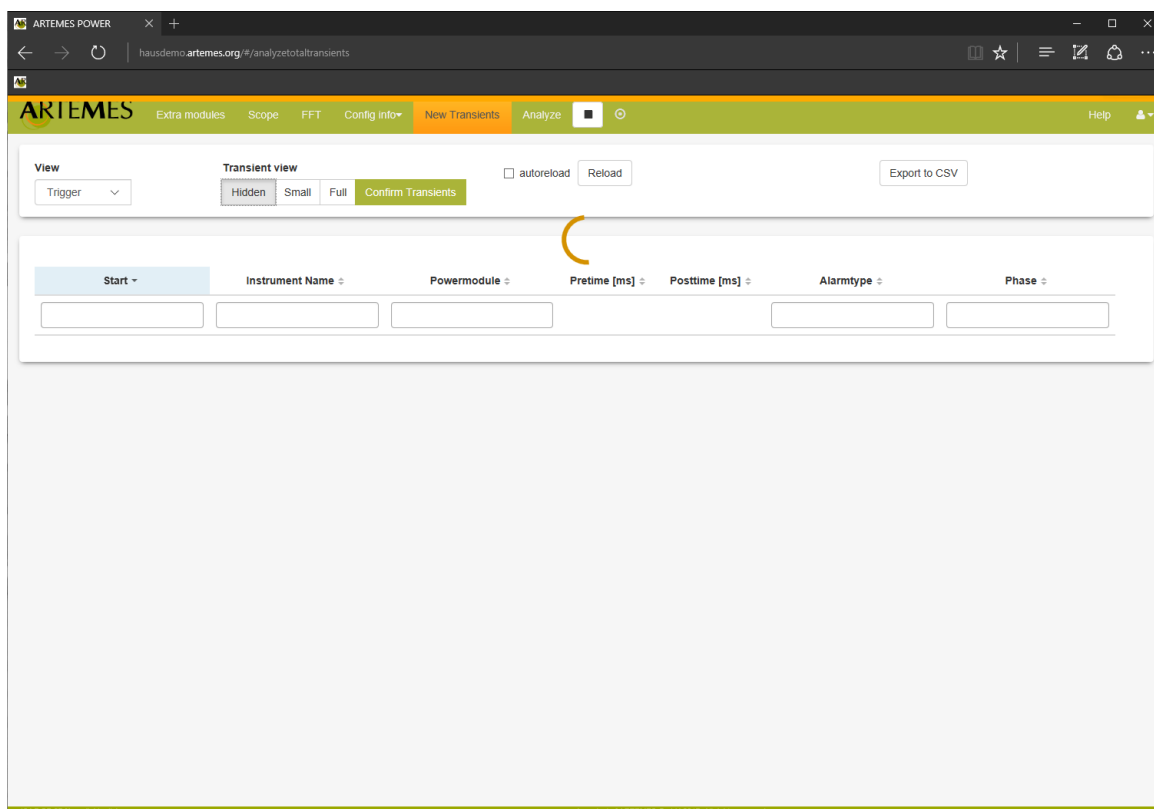 ARTEMES POWER
hausdemo.artemes.org/#/analyzetotaltransients
ARTEMES Extra modules Scope FFT Config info New Transients Analyze Help
View Transient view autoreload Reload Export to CSV
Trigger Hidden Small Full Confirm Transients
Start Instrument Name Powermodule Pretime [ms] Posttime [ms] Alarmtype Phase